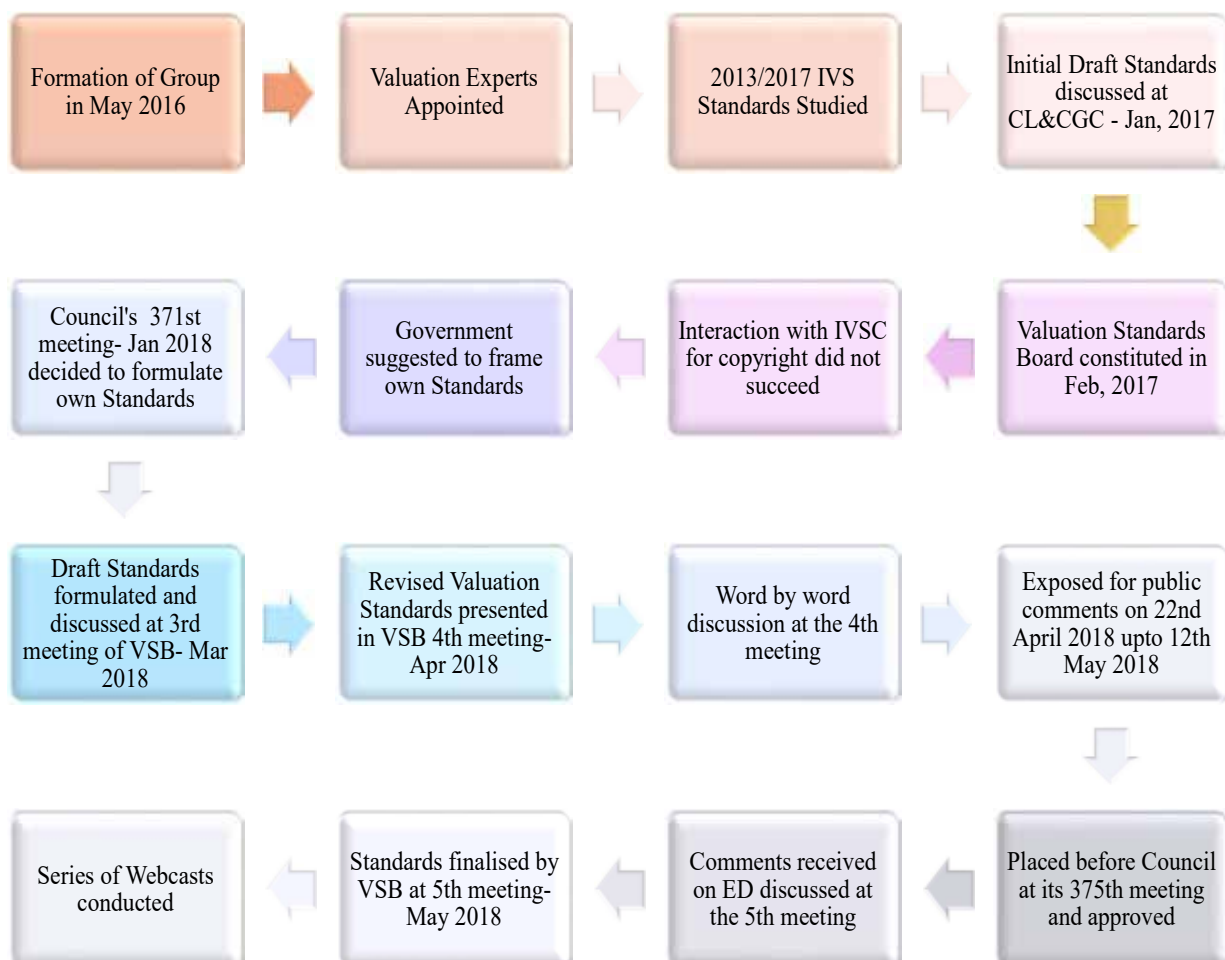 Formation of Group
in May 2016
Valuation Experts
Appointed
2013/2017 IVS
Standards Studied
Initial Draft Standards
discussed at
CL&CGC - Jan, 2017
Valuation Standards
Board constituted in
Feb, 2017
Interaction with IVSC
for copyright did not
succeed
Government
suggested to frame
own Standards
Council's 371st
meeting- Jan 2018
decided to formulate
own Standards
Draft Standards
formulated and
discussed at 3rd
meeting of VSB- Mar
2018
Revised Valuation
Standards presented
in VSB 4th meeting-
Apr 2018
Word by word
discussion at the 4th
meeting
Exposed for public
comments on 22nd
April 2018 upto 12th
May 2018
Placed before Council
at its 375th meeting
and approved
Comments received
on ED discussed at
the 5th meeting
Standards finalised by
VSB at 5th meeting-
May 2018
Series of Webcasts
conducted